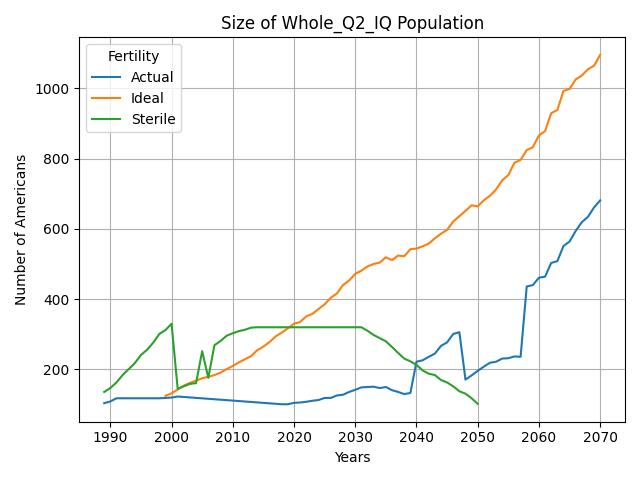 Size of Whole_Q2_IQ Population
Fertility
Actual
Ideal
Sterile
Number of Americans
1000
800
600
400
200
1990 2000 2010 2020 2030 2040 2050 2060 2070
Years